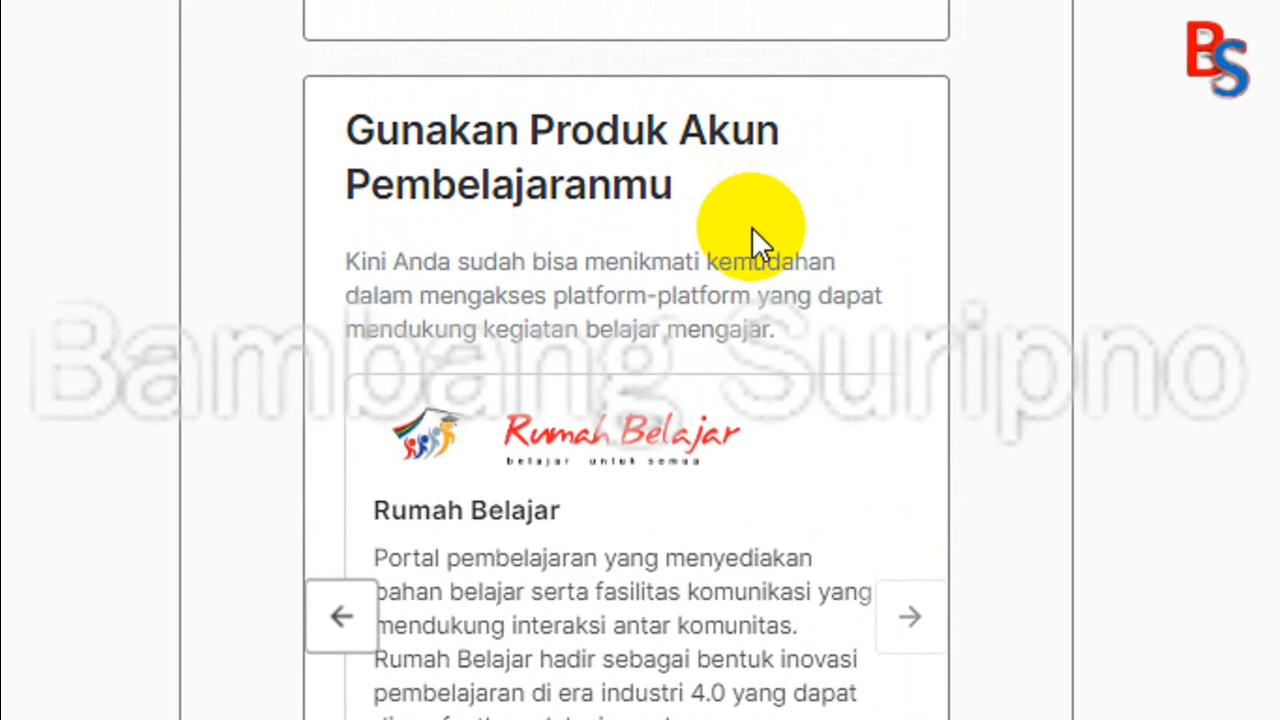 BS
Gunakan Produk Akun
Pembelajaranmu
Kini Anda sudah bisa menikmati kemudahan
dalam mengakses platform-platform yang dapat
mendukung kegiatan belajar mengajar.
Bambang Suripno
Rumah Belajar
belajar untuk semua
Rumah Belajar
Portal pembelajaran yang menyediakan
bahan belajar serta fasilitas komunikasi yang
mendukung interaksi antar komunitas.
Rumah Belajar hadir sebagai bentuk inovasi
pembelajaran di era industri 4.0 yang dapat